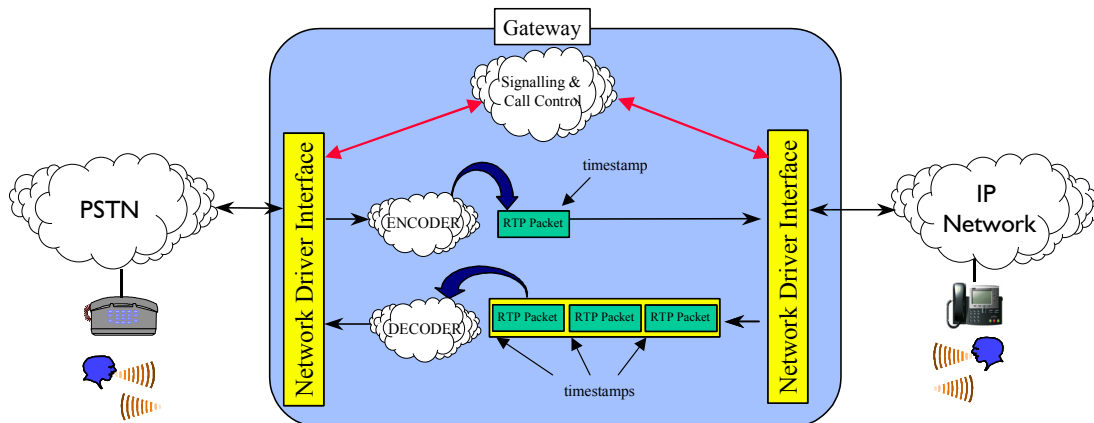 Gateway
Signalling &
Call Control
timestamp
PSTN
Network Driver Interface
ENCODER
RTP Packet
Network Driver Interface
IP
Network
DECODER
RTP Packet
RTP Packet
RTP Packet
timestamps